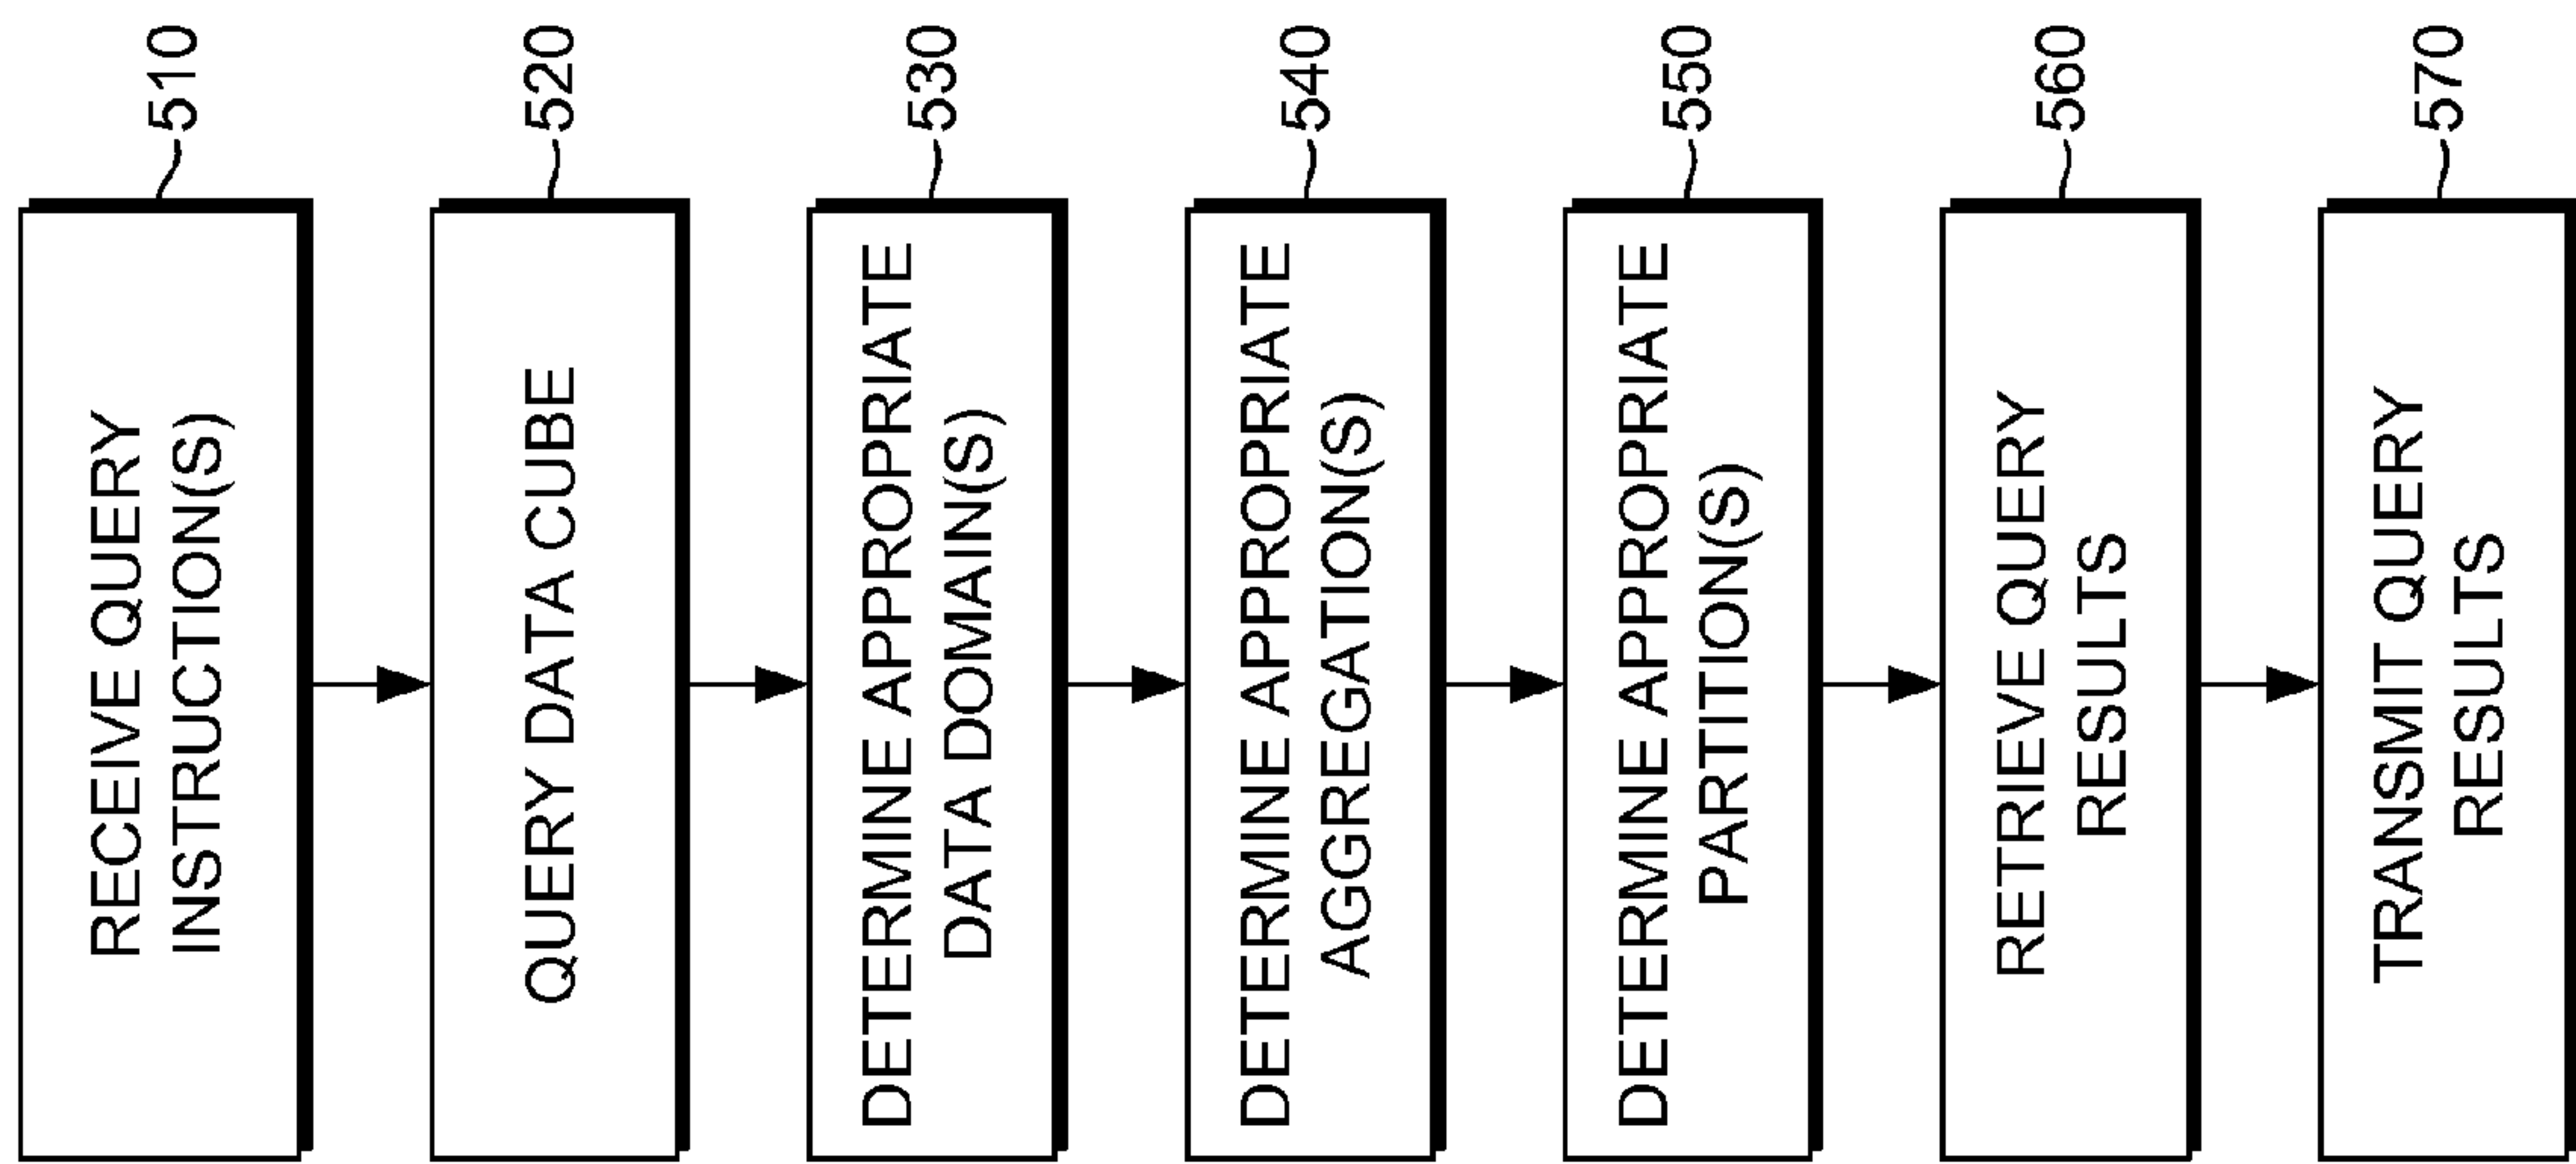 RECEIVE QUERY
INSTRUCTION(S)
510
QUERY DATA CUBE
520
DETERMINE APPROPRIATE
DATA DOMAIN(S)
530
DETERMINE APPROPRIATE
AGGREGATION(S)
540
DETERMINE APPROPRIATE
PARTITION(S)
550
RETRIEVE QUERY
RESULTS
560
TRANSMIT QUERY
RESULTS
570